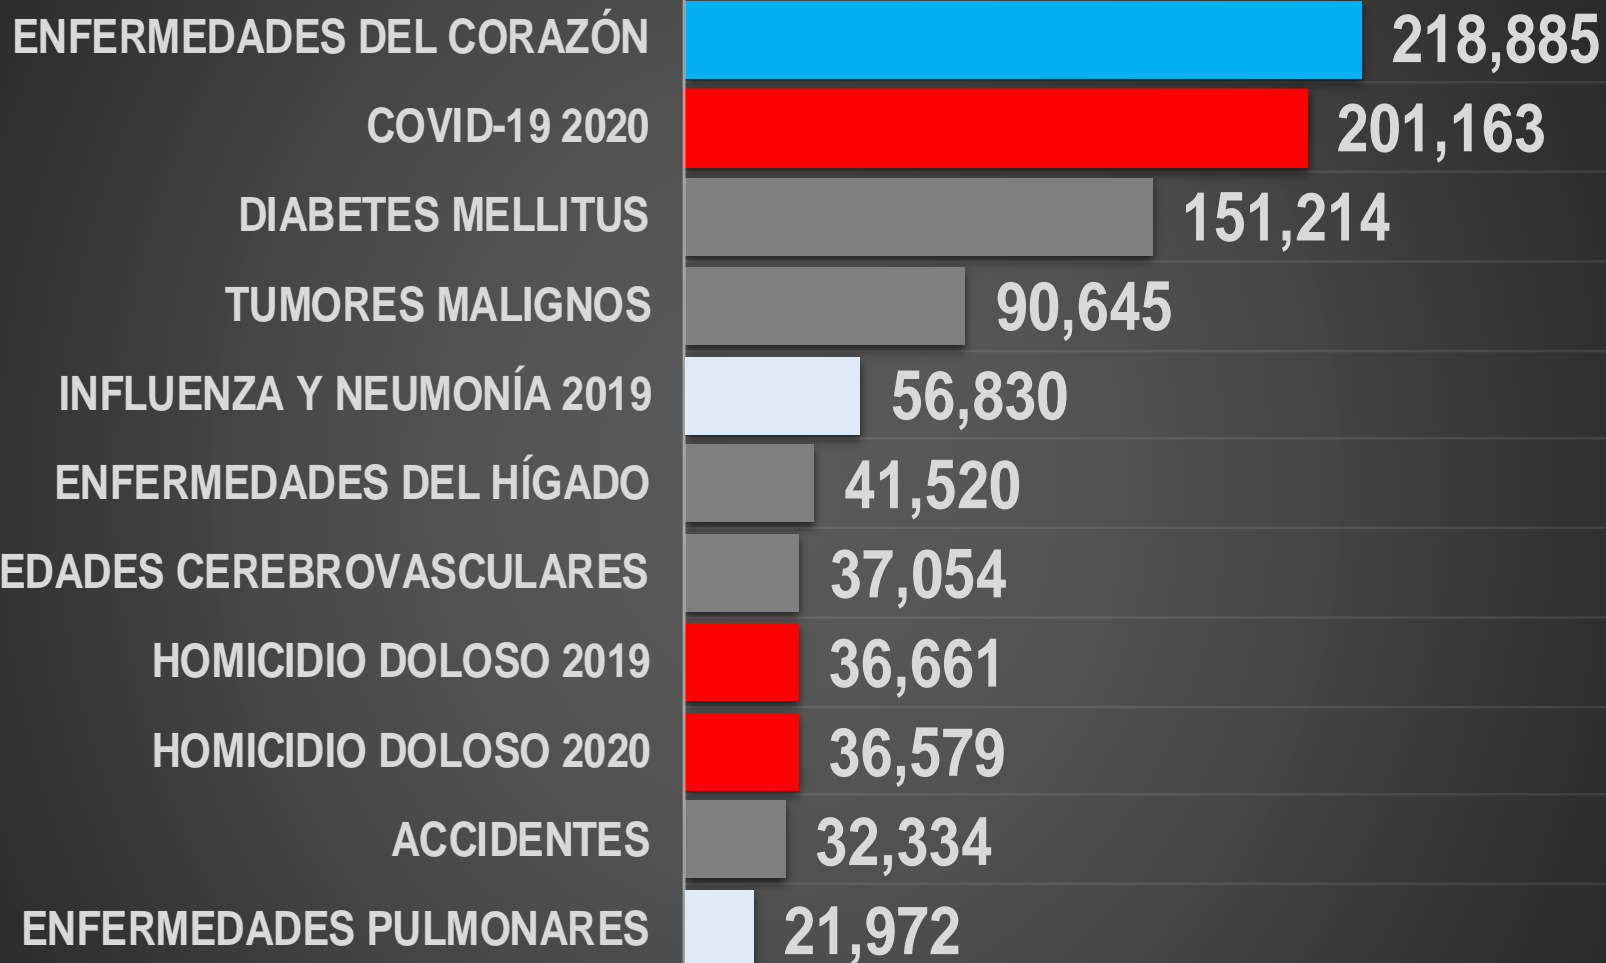 ENFERMEDADES DEL CORAZÓN 218,885
COVID-19 2020 201,163
DIABETES MELLITUS 151,214
TUMORES MALIGNOS 90,645
INFLUENZA Y NEUMONÍA 2019 56,830
ENFERMEDADES DEL HÍGADO 41,520
EDADES CEREBROVASCULARES 37,054
HOMICIDIO DOLOSO 2019 36,661
HOMICIDIO DOLOSO 2020 36,579
ACCIDENTES 32,334
ENFERMEDADES PULMONARES 21,972